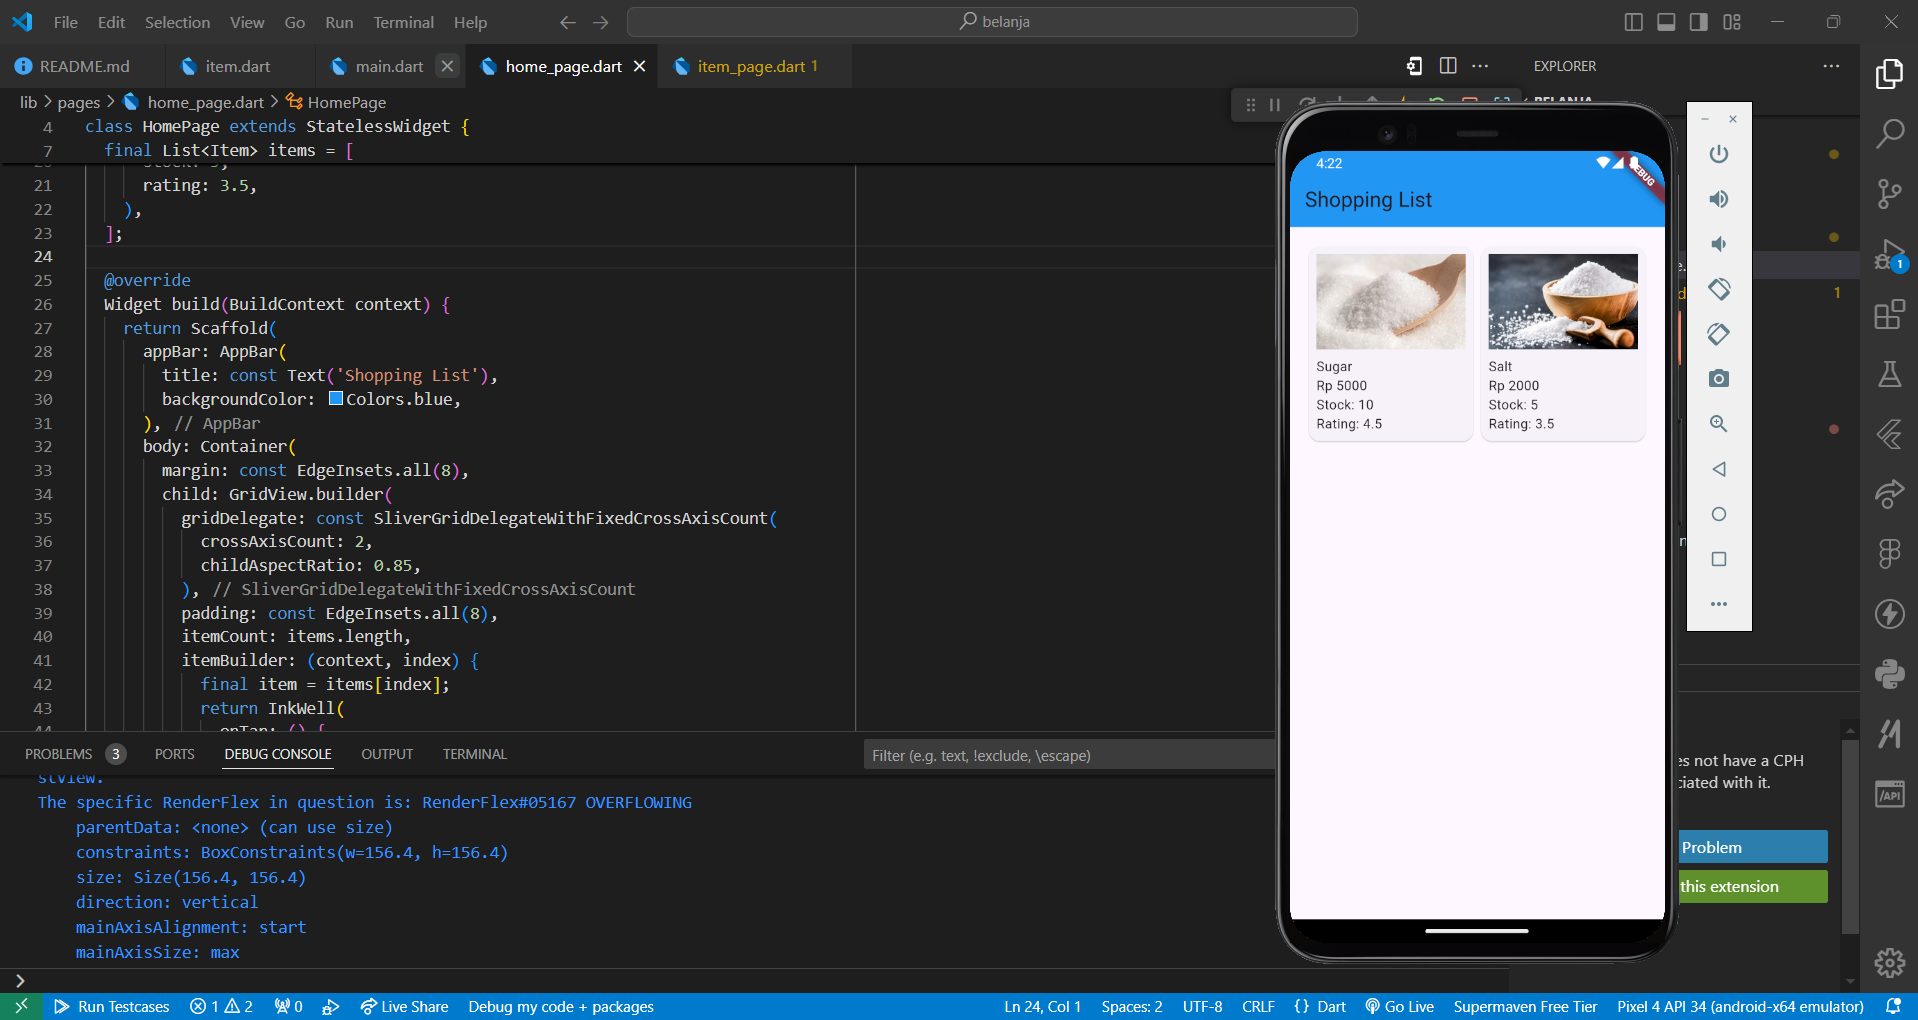 File Edit Selection View Go Run Terminal Help
belanja
README.md
item.dart
main.dart
home_page.dart
item_page.dart 1
EXPLORER
lib > pages > home_page.dart > HomePage
BELANJA
4 class HomePage extends StatelessWidget {
7 final List<Item> items = [
21 rating: 3.5,
22 ),
23 ];
24
25 @override
26 Widget build(BuildContext context) {
27 return Scaffold(
28 appBar: AppBar(
29 title: const Text('Shopping List'),
30 backgroundColor: Colors.blue,
31 ), // AppBar
32 body: Container(
33 margin: const EdgeInsets.all(8),
34 child: GridView.builder(
35 gridDelegate: const SliverGridDelegateWithFixedCrossAxisCount(
36 crossAxisCount: 2,
37 childAspectRatio: 0.85,
38 ), // SliverGridDelegateWithFixedCrossAxisCount
39 padding: const EdgeInsets.all(8),
40 itemCount: items.length,
41 itemBuilder: (context, index) {
42 final item = items[index];
43 return InkWell(
44 onTap: () {
4:22
DEBUG
Shopping List
Sugar
Rp 5000
Stock: 10
Rating: 4.5
Salt
Rp 2000
Stock: 5
Rating: 3.5
1
1
PROBLEMS 3 PORTS DEBUG CONSOLE OUTPUT TERMINAL
Filter (e.g. text, !exclude, \escape)
stView.
The specific RenderFlex in question is: RenderFlex#05167 OVERFLOWING
parentData: <none> (can use size)
constraints: BoxConstraints(w=156.4, h=156.4)
size: Size(156.4, 156.4)
direction: vertical
mainAxisAlignment: start
mainAxisSize: max
es not have a CPH
ciated with it.
Problem
this extension
/API
Run Testcases 1 2 0 Live Share Debug my code + packages
Ln 24, Col 1 Spaces: 2 UTF-8 CRLF {} Dart Go Live Supermaven Free Tier Pixel 4 API 34 (android-x64 emulator)